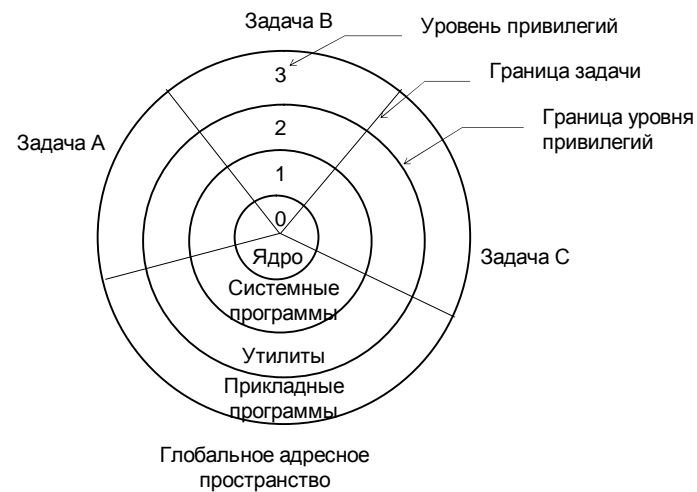 Задача B
Уровень привилегий
3
Граница задачи
Граница уровня
привилегий
2
Задача A
1
0
Ядро
Задача C
Системные
программы
Утилиты
Прикладные
программы
Глобальное адресное
пространство